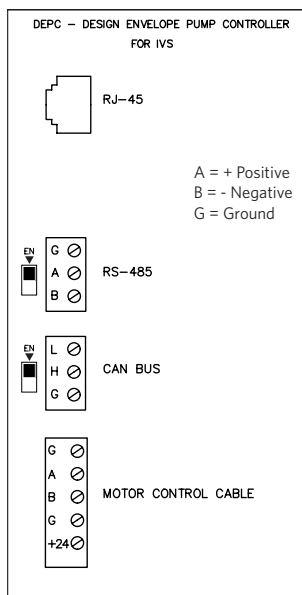 DEPC – DESIGN ENVELOPE PUMP CONTROLLER
FOR IVS
RJ-45
A = + Positive
B = - Negative
G = Ground
EN
G
A
B
RS-485
EN
L
H
G
CAN BUS
G
A
B
G
+24
MOTOR CONTROL CABLE